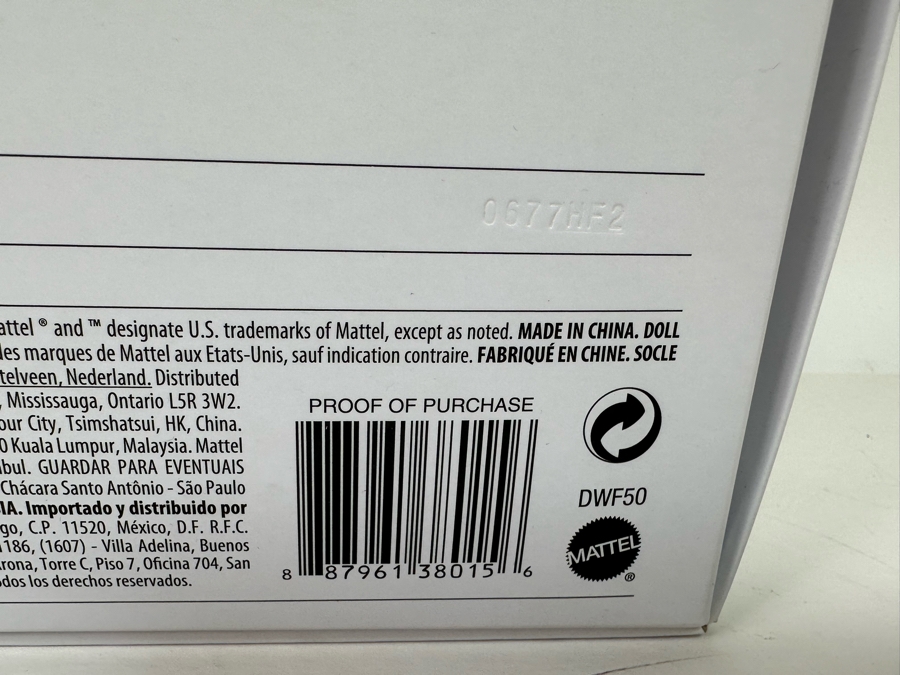 0677HF2
attel ® and ™ designate U.S. trademarks of Mattel, except as noted. MADE IN CHINA. DOLL
des marques de Mattel aux Etats-Unis, sauf indication contraire. FABRIQUÉ EN CHINE. SOCLE
telveen, Nederland. Distributed
, Mississauga, Ontario L5R 3W2.
our City, Tsimshatsui, HK, China.
0 Kuala Lumpur, Malaysia. Mattel
bul. GUARDAR PARA EVENTUAIS
Chácara Santo Antônio - São Paulo
IA. Importado y distribuido por
go, C.P. 11520, México, D.F. R.F.C.
1186, (1607) - Villa Adelina, Buenos
rona, Torre C, Piso 7, Oficina 704, San
dos los derechos reservados.
PROOF OF PURCHASE
8 87961 38015 6
DWF50
MATTEL
®